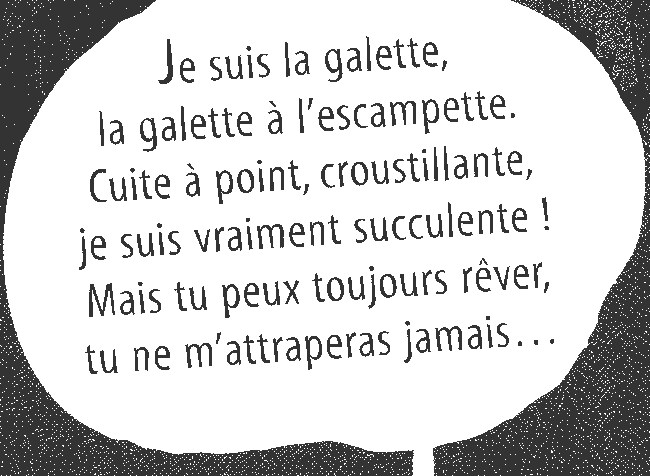 Je suis la galette,
la galette à l’escampette.
Cuite à point, croustillante,
je suis vraiment succulente !
Mais tu peux toujours rêver,
tu ne m’attraperas jamais…